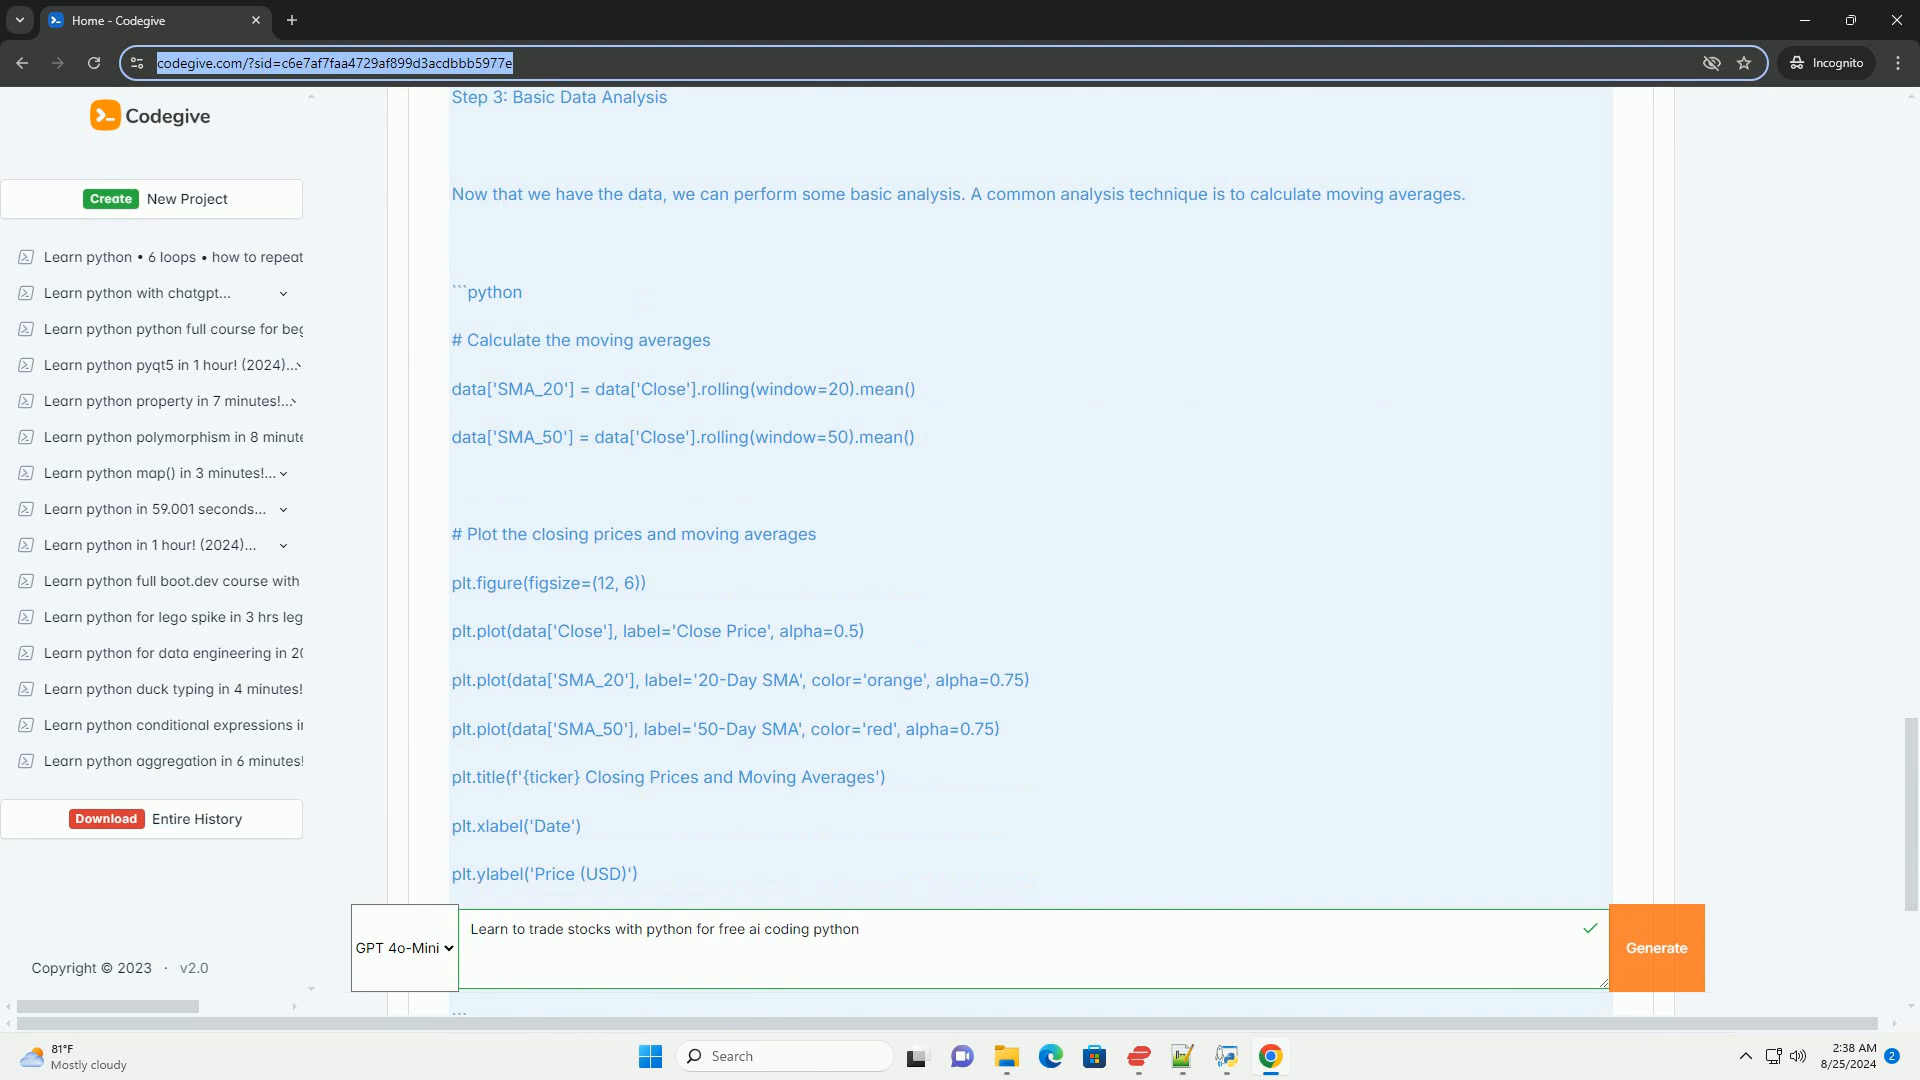 Home - Codegive
codegive.com/?sid=c6e7af7faa4729af899d3acdbbb5977e
Incognito
Codegive
Create New Project
Learn python • 6 loops • how to repeat
Learn python with chatgpt...
Learn python python full course for beg
Learn python pyqt5 in 1 hour! (2024)...
Learn python property in 7 minutes!...
Learn python polymorphism in 8 minute
Learn python map() in 3 minutes!...
Learn python in 59.001 seconds...
Learn python in 1 hour! (2024)...
Learn python full boot.dev course with
Learn python for lego spike in 3 hrs leg
Learn python for data engineering in 20
Learn python duck typing in 4 minutes!
Learn python conditional expressions in
Learn python aggregation in 6 minutes!
Download Entire History
Copyright © 2023 · v2.0
Step 3: Basic Data Analysis
Now that we have the data, we can perform some basic analysis. A common analysis technique is to calculate moving averages.
```python
# Calculate the moving averages
data['SMA_20'] = data['Close'].rolling(window=20).mean()
data['SMA_50'] = data['Close'].rolling(window=50).mean()
# Plot the closing prices and moving averages
plt.figure(figsize=(12, 6))
plt.plot(data['Close'], label='Close Price', alpha=0.5)
plt.plot(data['SMA_20'], label='20-Day SMA', color='orange', alpha=0.75)
plt.plot(data['SMA_50'], label='50-Day SMA', color='red', alpha=0.75)
plt.title(f'{ticker} Closing Prices and Moving Averages')
plt.xlabel('Date')
plt.ylabel('Price (USD)')
GPT 4o-Mini
Learn to trade stocks with python for free ai coding python
Generate
```
81°F
Mostly cloudy
Search
2:38 AM
8/25/2024
2